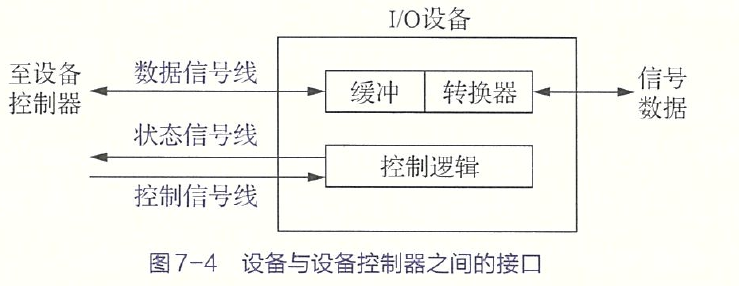 I/O设备
至设备
控制器
数据信号线
缓冲
转换器
信号
数据
状态信号线
控制逻辑
控制信号线
图7-4 设备与设备控制器之间的接口